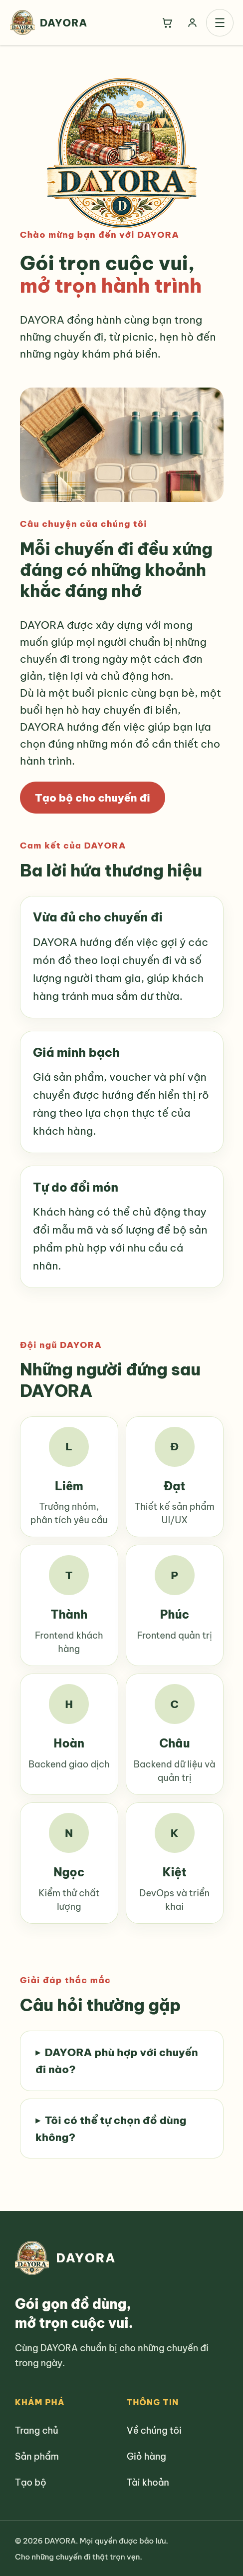 DAYORA
DAYORA
D
Chào mừng bạn đến với DAYORA
Gói trọn cuộc vui,
mở trọn hành trình
DAYORA đồng hành cùng bạn trong
những chuyến đi, từ picnic, hẹn hò đến
những ngày khám phá biển.
Câu chuyện của chúng tôi
Mỗi chuyến đi đều xứng
đáng có những khoảnh
khắc đáng nhớ
DAYORA được xây dựng với mong
muốn giúp mọi người chuẩn bị những
chuyến đi trong ngày một cách đơn
giản, tiện lợi và chủ động hơn.
Dù là một buổi picnic cùng bạn bè, một
buổi hẹn hò hay chuyến đi biển,
DAYORA hướng đến việc giúp bạn lựa
chọn đúng những món đồ cần thiết cho
hành trình.
Tạo bộ cho chuyến đi
Cam kết của DAYORA
Ba lời hứa thương hiệu
Vừa đủ cho chuyến đi
DAYORA hướng đến việc gợi ý các
món đồ theo loại chuyến đi và số
lượng người tham gia, giúp khách
hàng tránh mua sắm dư thừa.
Giá minh bạch
Giá sản phẩm, voucher và phí vận
chuyển được hướng đến hiển thị rõ
ràng theo lựa chọn thực tế của
khách hàng.
Tự do đổi món
Khách hàng có thể chủ động thay
đổi mẫu mã và số lượng để bộ sản
phẩm phù hợp với nhu cầu cá
nhân.
Đội ngũ DAYORA
Những người đứng sau
DAYORA
L
Liêm
Trưởng nhóm,
phân tích yêu cầu
Đ
Đạt
Thiết kế sản phẩm
UI/UX
T
Thành
Frontend khách
hàng
P
Phúc
Frontend quản trị
H
Hoàn
Backend giao dịch
C
Châu
Backend dữ liệu và
quản trị
N
Ngọc
Kiểm thử chất
lượng
K
Kiệt
DevOps và triển
khai
Giải đáp thắc mắc
Câu hỏi thường gặp
DAYORA phù hợp với chuyến
đi nào?
Tôi có thể tự chọn đồ dùng
không?
DAYORA
Gói gọn đồ dùng,
mở trọn cuộc vui.
Cùng DAYORA chuẩn bị cho những chuyến đi
trong ngày.
KHÁM PHÁ
Trang chủ
Sản phẩm
Tạo bộ
THÔNG TIN
Về chúng tôi
Giỏ hàng
Tài khoản
© 2026 DAYORA. Mọi quyền được bảo lưu.
Cho những chuyến đi thật trọn vẹn.